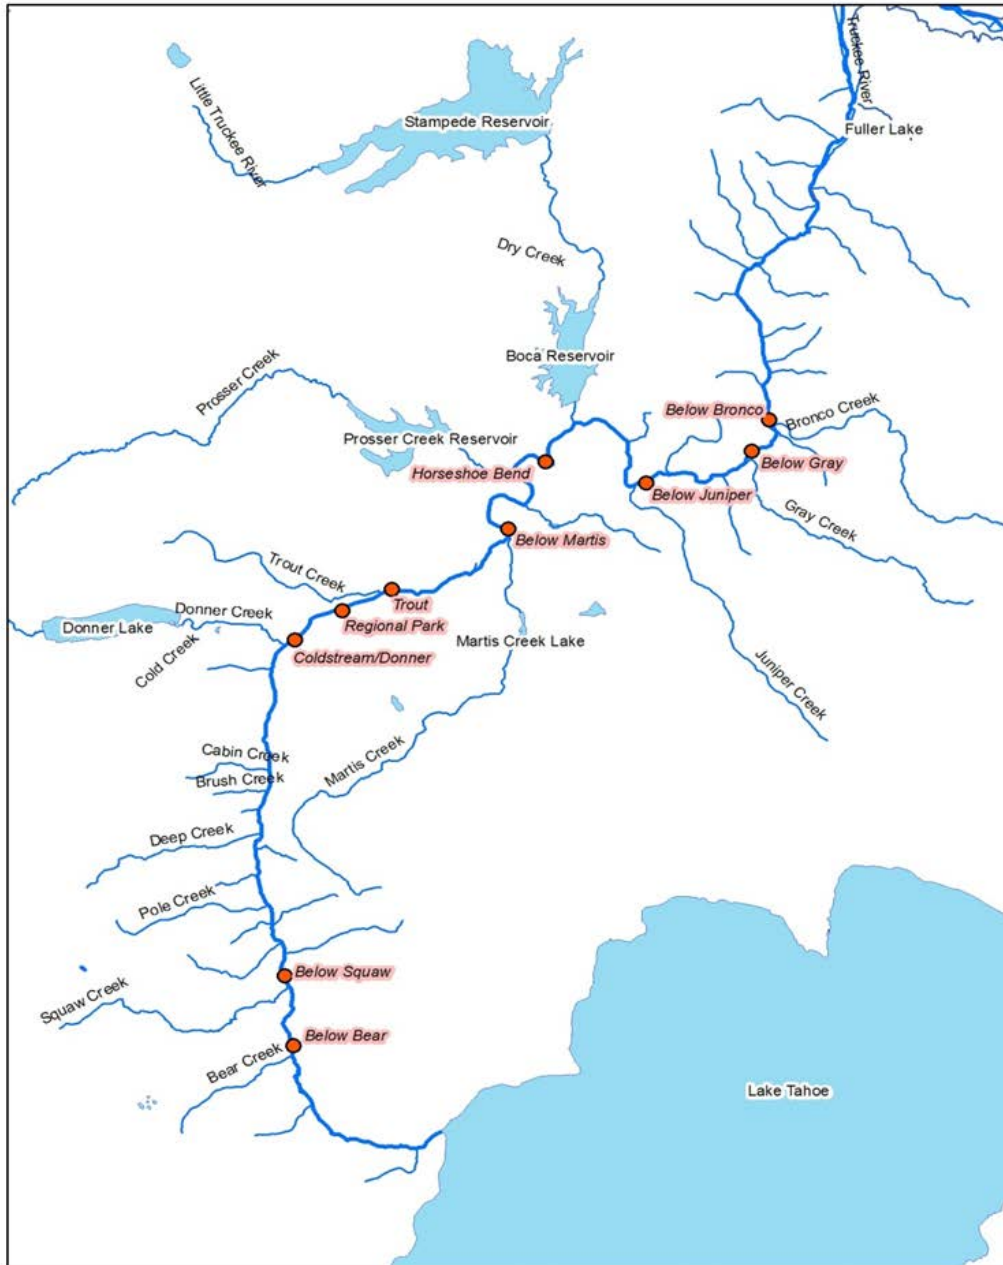 Truckee River
Little Truckee River
Stampede Reservoir
Fuller Lake
Dry Creek
Boca Reservoir
Prosser Creek
Below Bronco
Bronco Creek
Prosser Creek Reservoir
Horseshoe Bend
Below Gray
Below Juniper
Gray Creek
Below Martis
Trout Creek
Trout
Donner Creek
Regional Park
Donner Lake
Cold Creek
Coldstream/Donner
Martis Creek Lake
Juniper Creek
Cabin Creek
Martis Creek
Brush Creek
Deep Creek
Pole Creek
Below Squaw
Squaw Creek
Below Bear
Bear Creek
Lake Tahoe